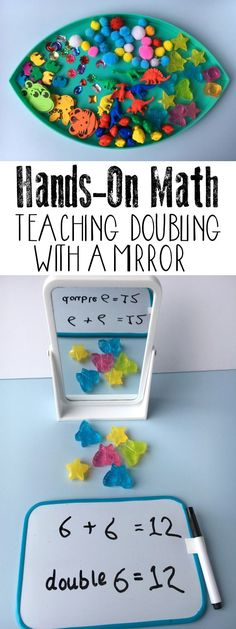 Hands-On Math
TEACHING DOUBLING
WITH A MIRROR
6 + 6 = 12
double 6 = 12